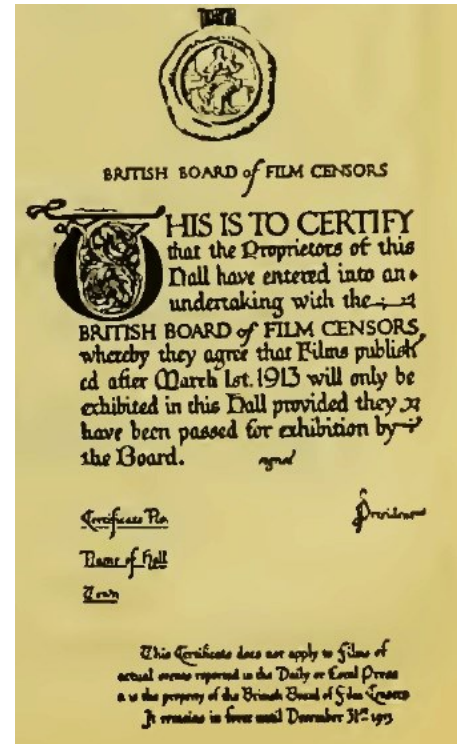 BRITISH BOARD of FILM CENSORS
THIS IS TO CERTIFY
that the Proprietors of this
Hall have entered into an
undertaking with the
BRITISH BOARD of FILM CENSORS,
whereby they agree that Films publish
ed after March 1st. 1913 will only be
exhibited in this Hall provided they
have been passed for exhibition by
the Board. signed
Certificate No. President
Name of Hall
Town
This Certificate does not apply to Films of
actual events reported in the Daily or Local Press
is the property of the British Board of Film Censors
It remains in force until December 31st 1913